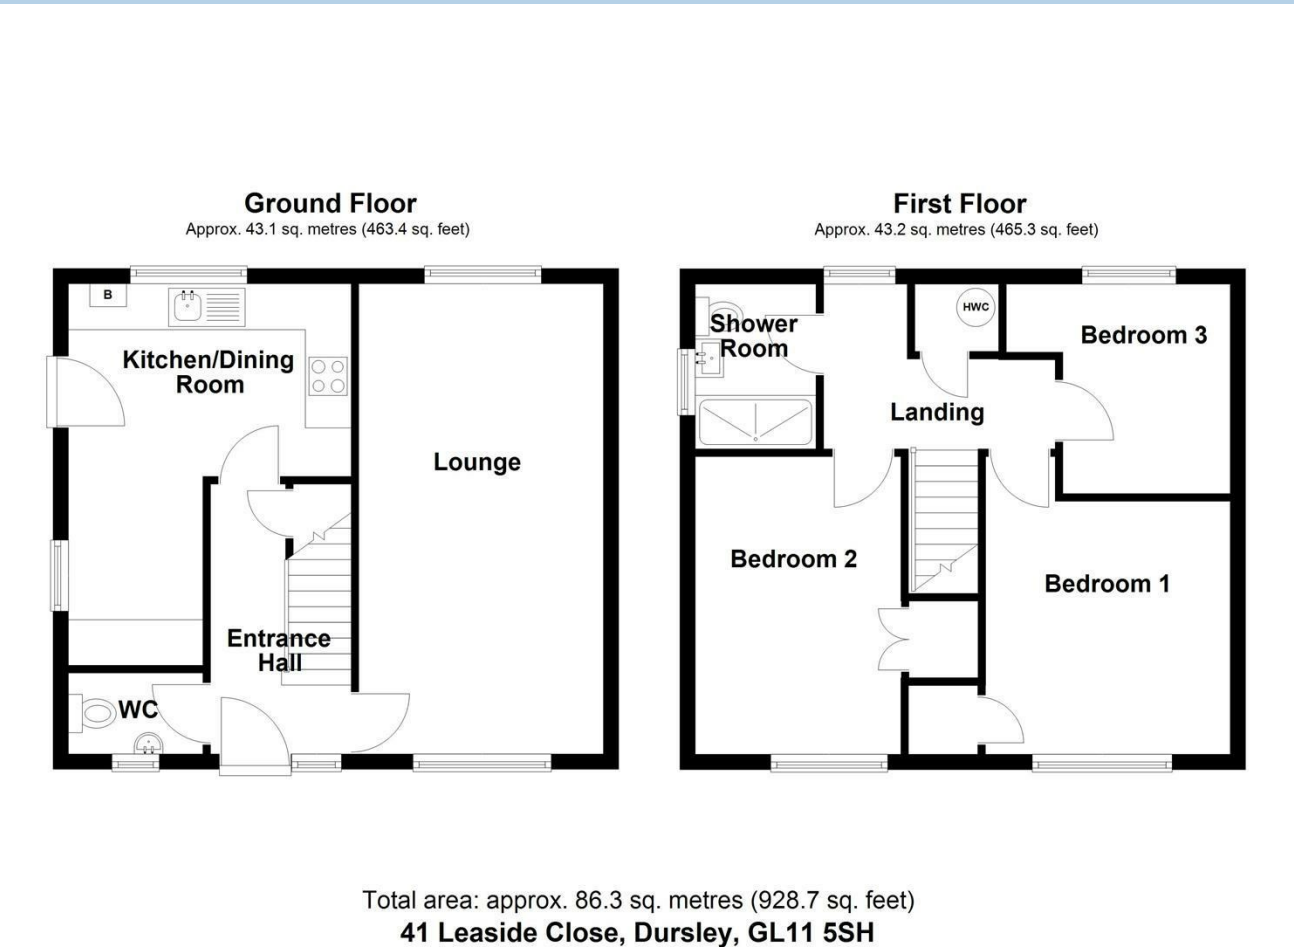 Ground Floor
Approx. 43.1 sq. metres (463.4 sq. feet)
B
Kitchen/Dining
Room
Lounge
Entrance
Hall
WC
First Floor
Approx. 43.2 sq. metres (465.3 sq. feet)
HWC
Shower
Room
Bedroom 3
Landing
Bedroom 2
Bedroom 1
Total area: approx. 86.3 sq. metres (928.7 sq. feet)
41 Leaside Close, Dursley, GL11 5SH